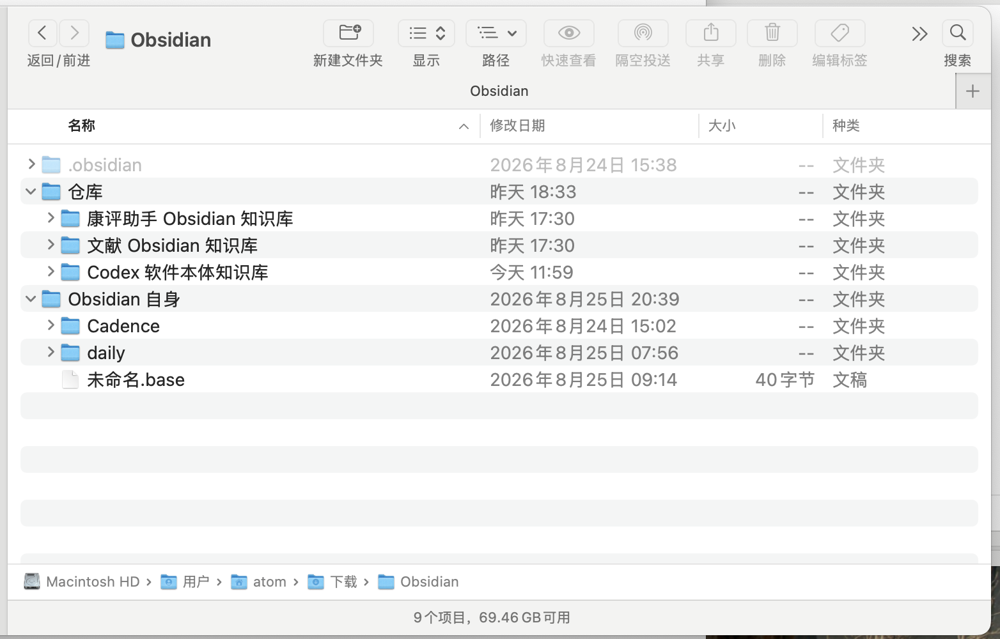 Obsidian
返回/前进
新建文件夹
显示
路径
快速查看
隔空投送
共享
删除
编辑标签
搜索
Obsidian
名称 修改日期 大小 种类
.obsidian 2026年8月24日 15:38 -- 文件夹
仓库 昨天 18:33 -- 文件夹
康评助手 Obsidian 知识库 昨天 17:30 -- 文件夹
文献 Obsidian 知识库 昨天 17:30 -- 文件夹
Codex 软件本体知识库 今天 11:59 -- 文件夹
Obsidian 自身 2026年8月25日 20:39 -- 文件夹
Cadence 2026年8月24日 15:02 -- 文件夹
daily 2026年8月25日 07:56 -- 文件夹
未命名.base 2026年8月25日 09:14 40 字节 文稿
Macintosh HD › 用户 › atom › 下载 › Obsidian
9个项目，69.46 GB可用